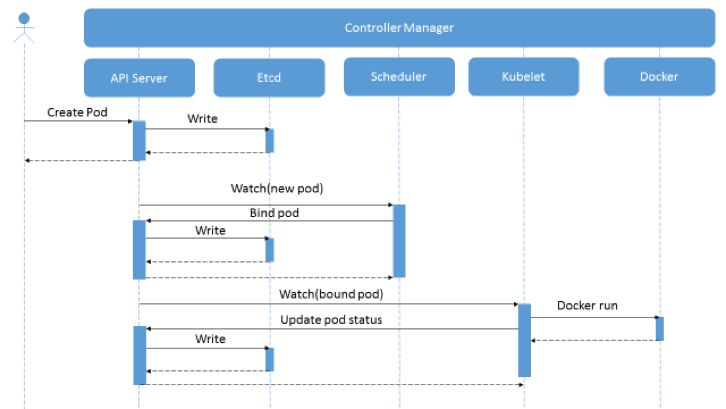 Controller Manager
API Server
Etcd
Scheduler
Kubelet
Docker
Create Pod
Write
Watch(new pod)
Bind pod
Write
Watch(bound pod)
Docker run
Update pod status
Write